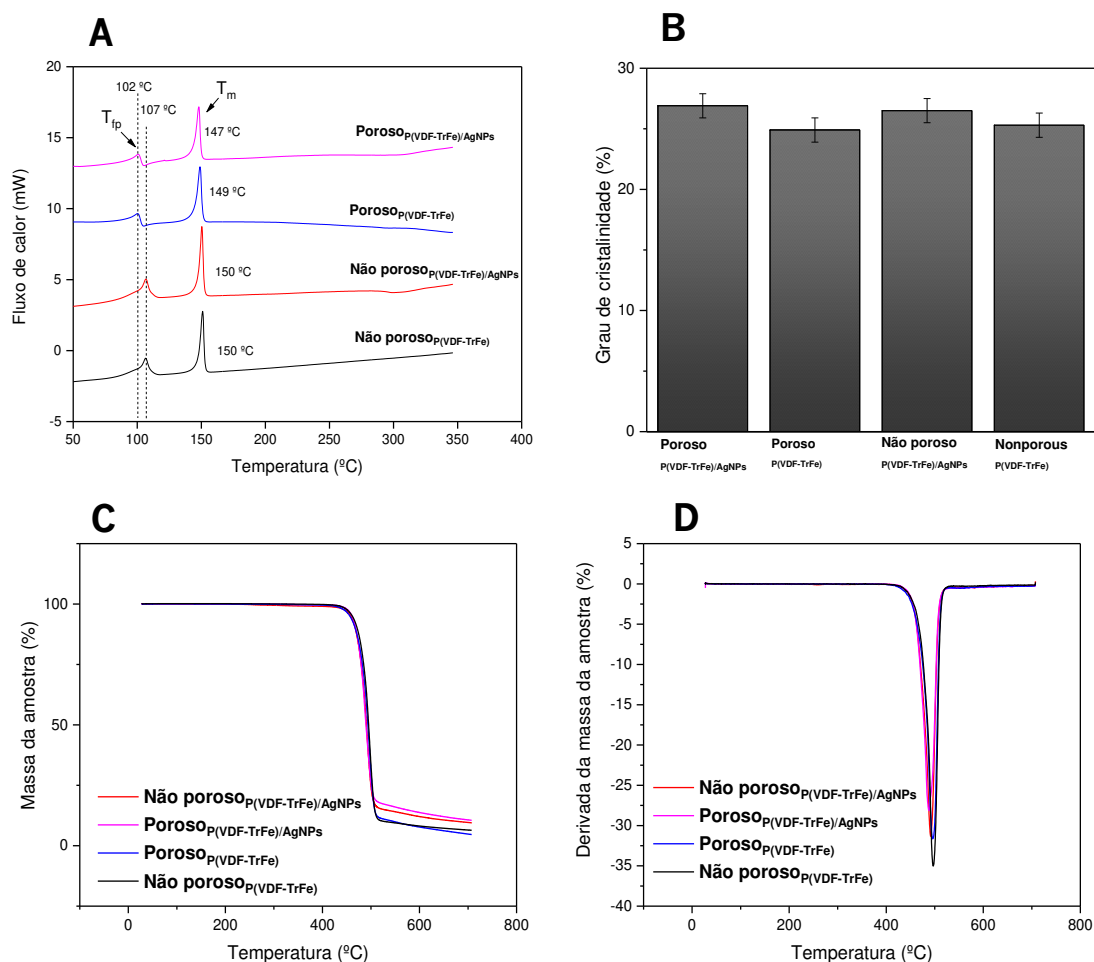 A
20
15
10
5
0
-5
Fluxo de calor (mW)
102 ºC
107 ºC
Tfp
Tm
147 ºC
PorosoP(VDF-TrFe)/AgNPs
149 ºC
PorosoP(VDF-TrFe)
150 ºC
Não porosoP(VDF-TrFe)/AgNPs
150 ºC
Não porosoP(VDF-TrFe)
50 100 150 200 250 300 350 400
Temperatura (ºC)
B
30
20
10
0
Grau de cristalinidade (%)
Poroso Poroso Não poroso Nonporous
P(VDF-TrFe)/AgNPs P(VDF-TrFe) P(VDF-TrFe)/AgNPs P(VDF-TrFe)
C
100
50
0
Massa da amostra (%)
Não porosoP(VDF-TrFe)/AgNPs
PorosoP(VDF-TrFe)/AgNPs
PorosoP(VDF-TrFe)
Não porosoP(VDF-TrFe)
0 200 400 600 800
Temperatura (ºC)
D
5
0
-5
-10
-15
-20
-25
-30
-35
-40
Derivada da massa da amostra (%)
Não porosoP(VDF-TrFe)/AgNPs
PorosoP(VDF-TrFe)/AgNPs
PorosoP(VDF-TrFe)
Não porosoP(VDF-TrFe)
0 200 400 600 800
Temperatura (ºC)